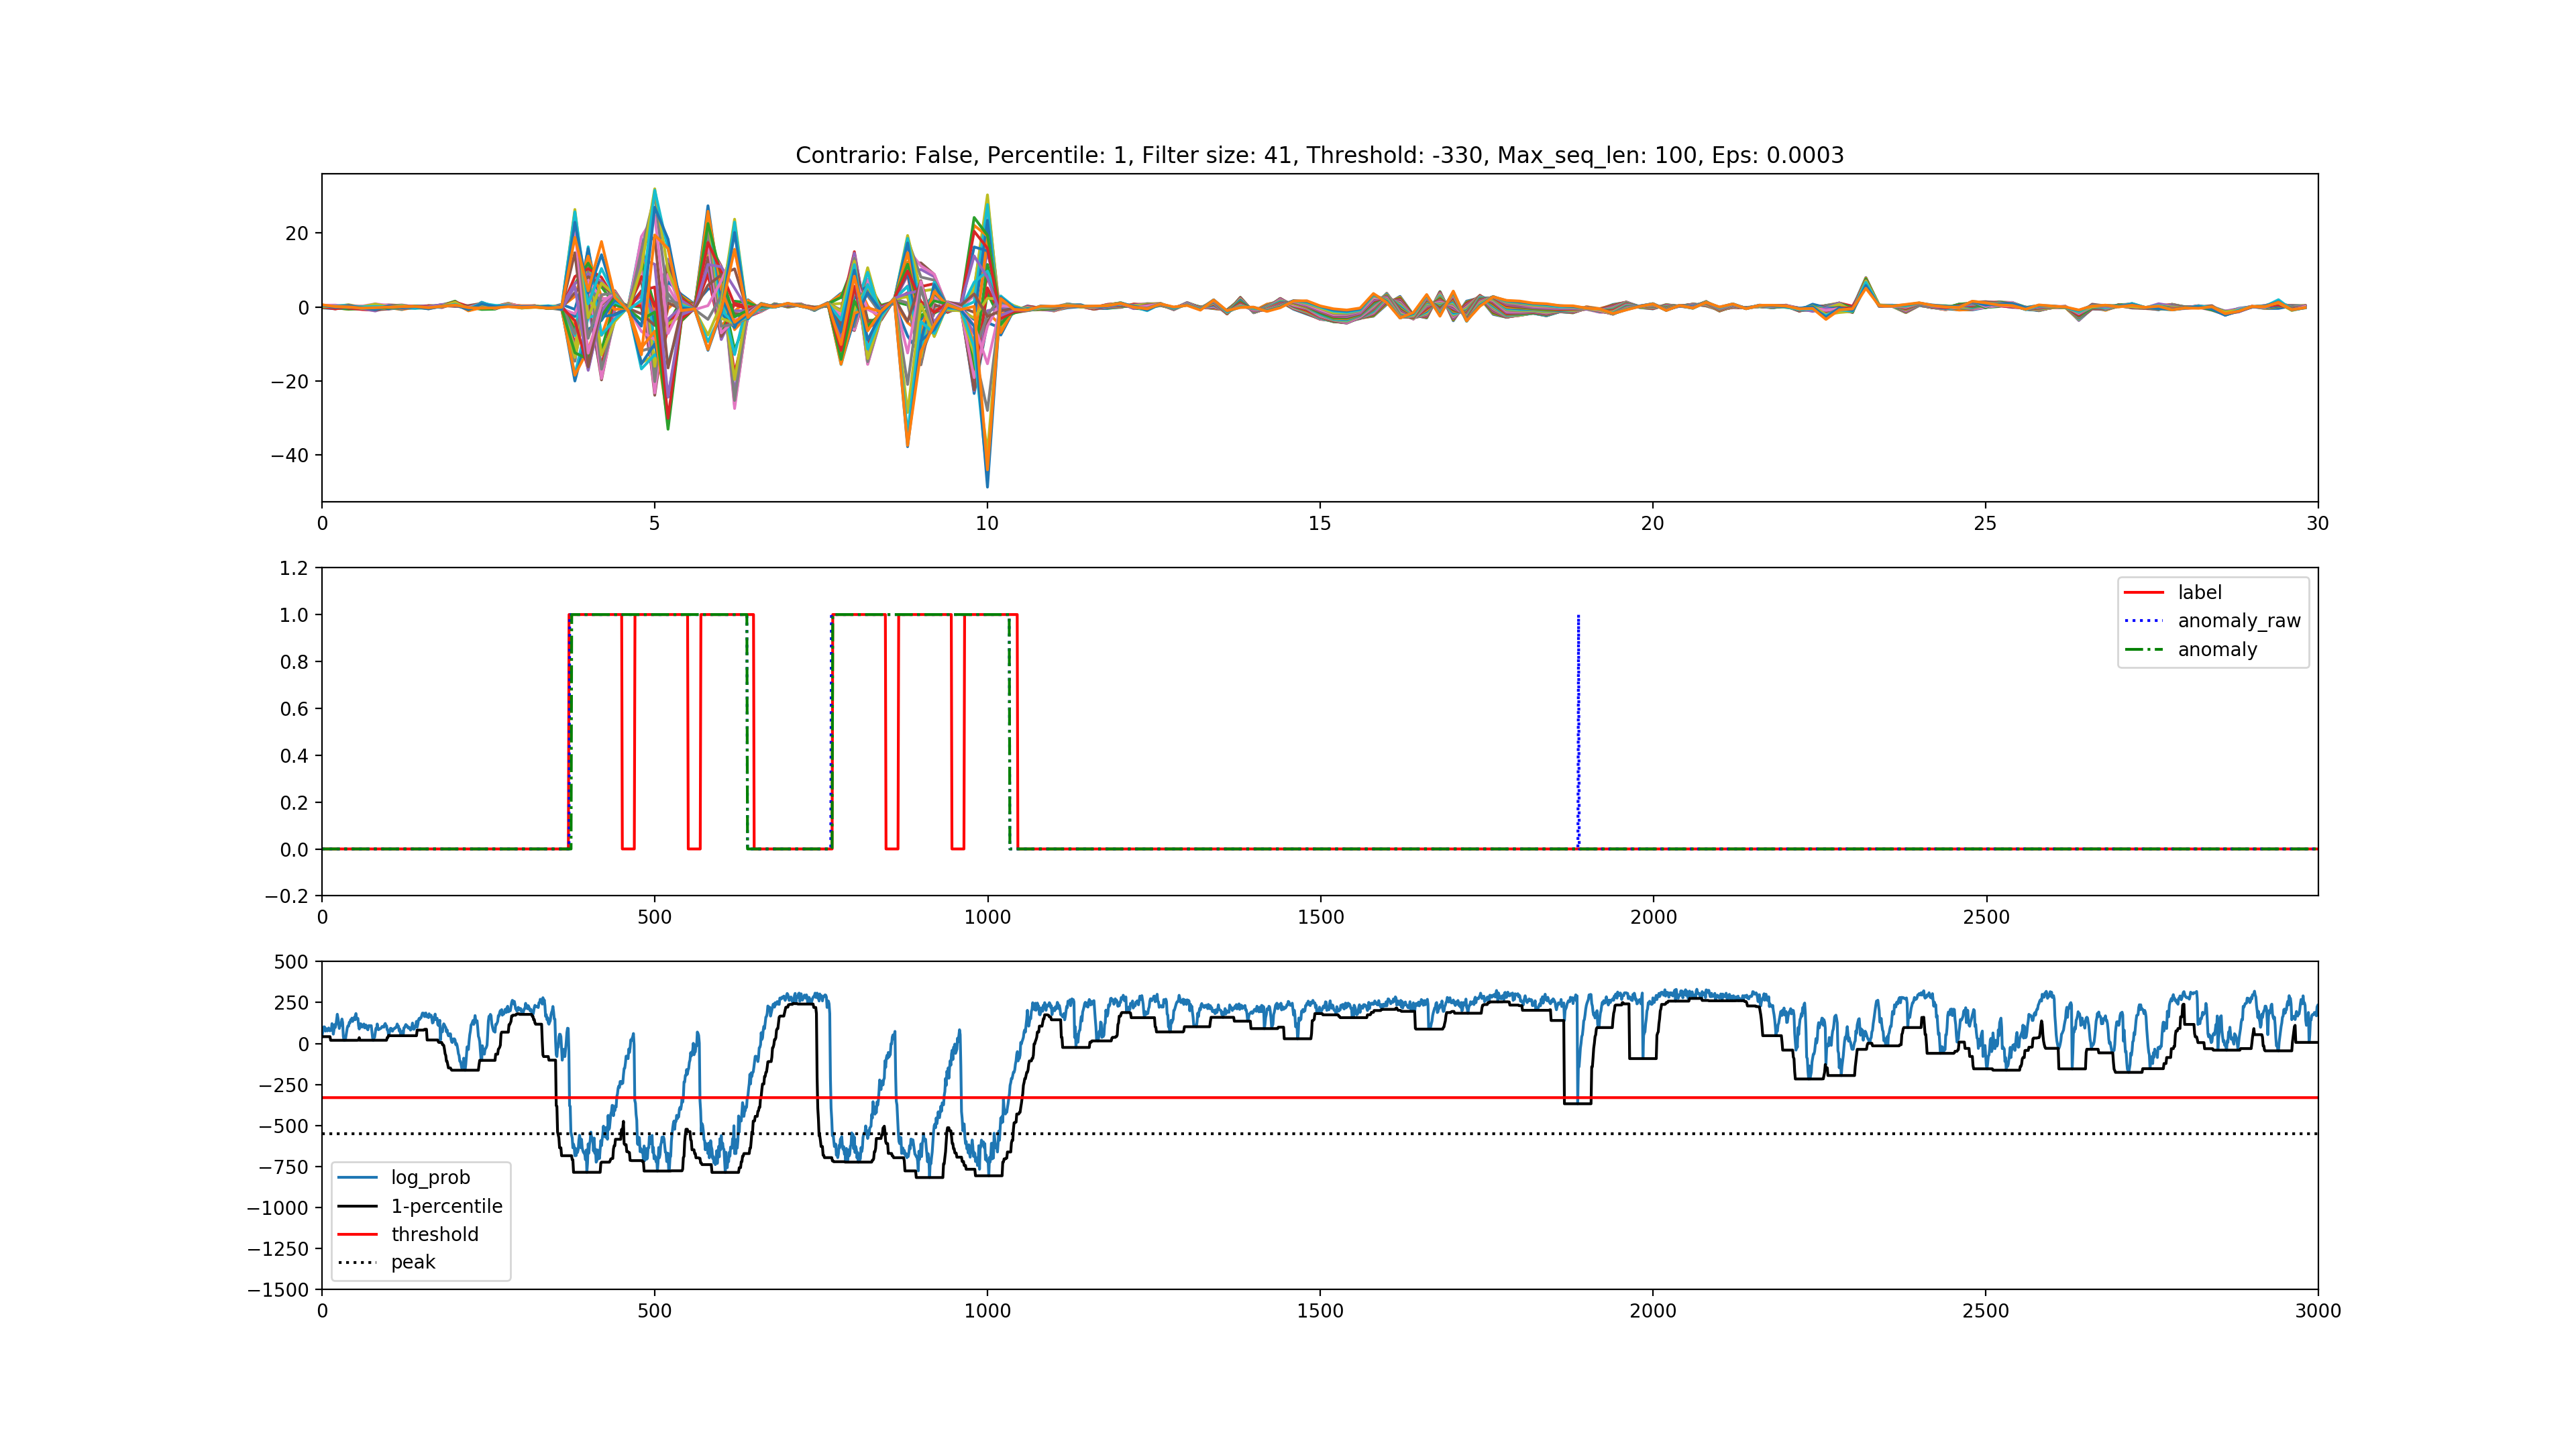 Contrario: False, Percentile: 1, Filter size: 41, Threshold: -330, Max_seq_len: 100, Eps: 0.0003
20
0
−20
−40
0 5 10 15 20 25 30
1.2
1.0
0.8
0.6
0.4
0.2
0.0
−0.2
label
anomaly_raw
anomaly
0 500 1000 1500 2000 2500
500
250
0
−250
−500
−750
−1000
−1250
−1500
log_prob
1-percentile
threshold
peak
0 500 1000 1500 2000 2500 3000